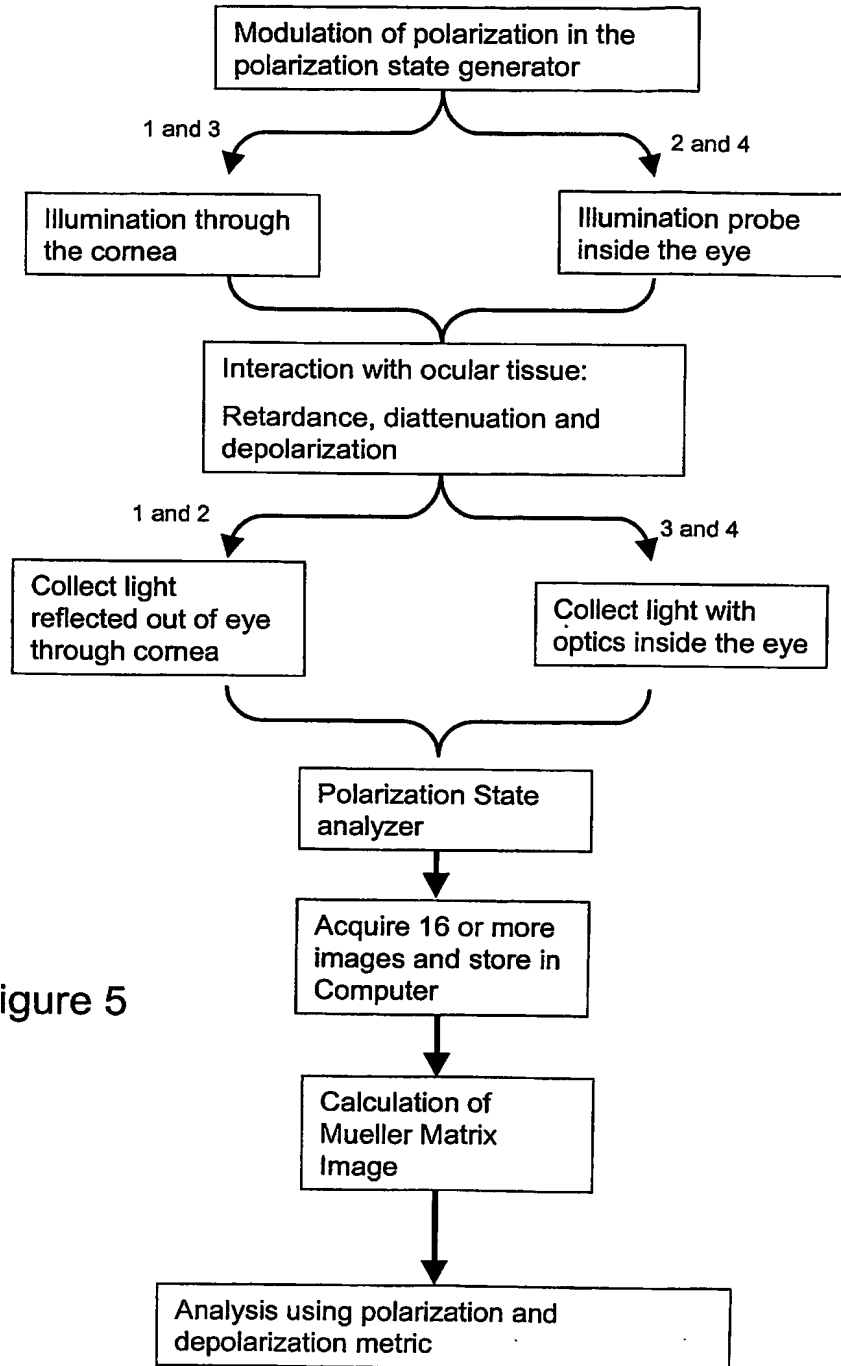 Modulation of polarization in the
polarization state generator
1 and 3
2 and 4
Illumination through
the cornea
Illumination probe
inside the eye
Interaction with ocular tissue:
Retardance, diattenuation and
depolarization
1 and 2
3 and 4
Collect light
reflected out of eye
through cornea
Collect light with
optics inside the eye
Polarization State
analyzer
Acquire 16 or more
images and store in
Computer
igure 5
Calculation of
Mueller Matrix
Image
Analysis using polarization and
depolarization metric